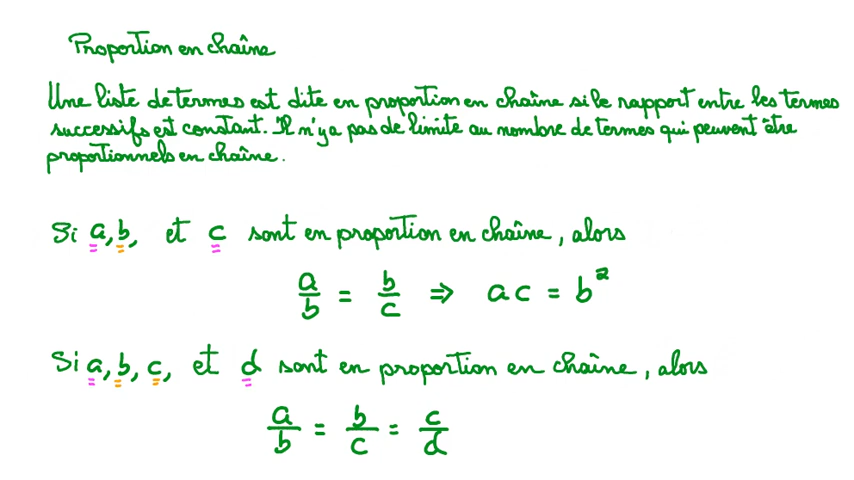 Proportion en chaîne
Une liste de termes est dite en proportion en chaîne si le rapport entre les termes
successifs est constant. Il n'y a pas de limite au nombre de termes qui peuvent être
proportionnels en chaîne.
Si a, b, et c sont en proportion en chaîne, alors
a/b = b/c ⇒ ac = b²
Si a, b, c, et d sont en proportion en chaîne, alors
a/b = b/c = c/d